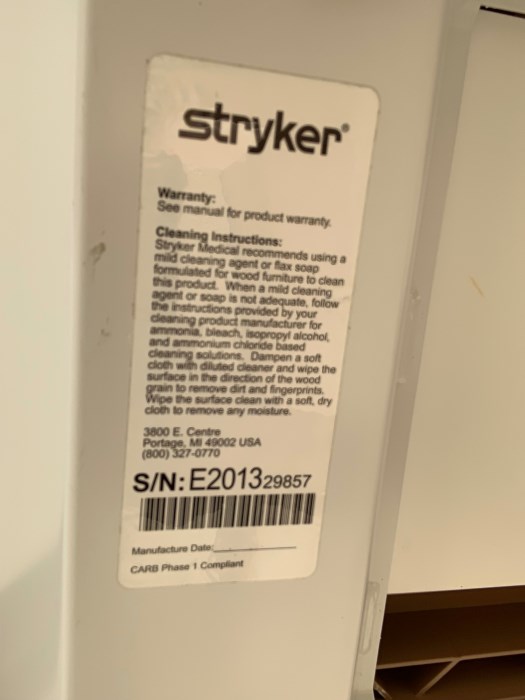 stryker®
Warranty:
See manual for product warranty.
Cleaning Instructions:
Stryker Medical recommends using a
mild cleaning agent or flax soap
formulated for wood furniture to clean
this product. When a mild cleaning
agent or soap is not adequate, follow
the instructions provided by your
cleaning product manufacturer for
ammonia, bleach, isopropyl alcohol,
and ammonium chloride based
cleaning solutions. Dampen a soft
cloth with diluted cleaner and wipe the
surface in the direction of the wood
grain to remove dirt and fingerprints.
Wipe the surface clean with a soft, dry
cloth to remove any moisture.
3800 E. Centre
Portage, MI 49002 USA
(800) 327-0770
S/N: E201329857
Manufacture Date:
CARB Phase 1 Compliant